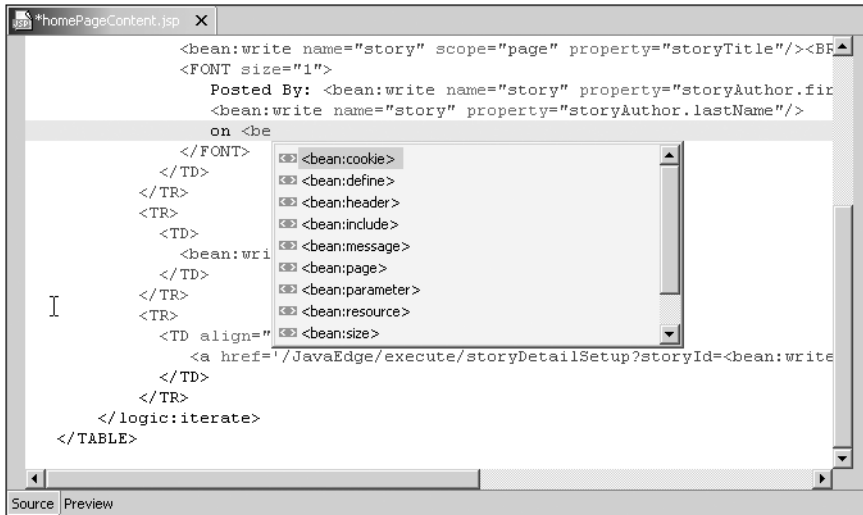 *homePageContent.jsp X
<bean:write name="story" scope="page" property="storyTitle"/><BR
<FONT size="1">
Posted By: <bean:write name="story" property="storyAuthor.fir
<bean:write name="story" property="storyAuthor.lastName"/>
on <be
</FONT>
<bean:cookie>
</TD>
<bean:define>
</TR>
<bean:header>
<TR>
<bean:include>
<TD>
<bean:message>
<bean:wri
<bean:page>
</TD>
<bean:parameter>
</TR>
<bean:resource>
<TR>
<bean:size>
<TD align="
<a href='/JavaEdge/execute/storyDetailSetup?storyId=<bean:write
</TD>
</TR>
</logic:iterate>
</TABLE>
Source Preview